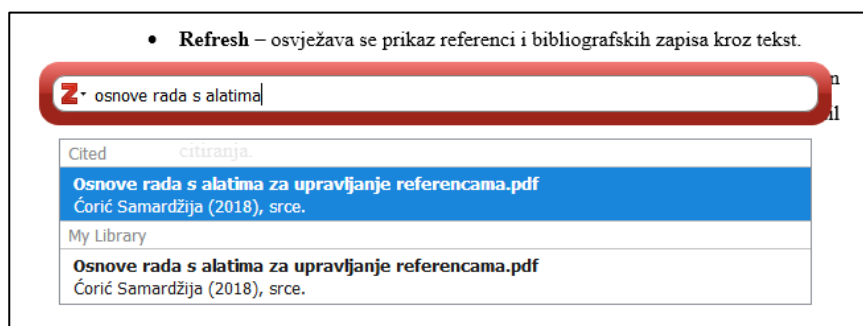 • Refresh – osvježava se prikaz referenci i bibliografskih zapisa kroz tekst.
n
Z osnove rada s alatima
il
Cited citiranja.
Osnove rada s alatima za upravljanje referencama.pdf
Ćorić Samardžija (2018), srce.
My Library
Osnove rada s alatima za upravljanje referencama.pdf
Ćorić Samardžija (2018), srce.